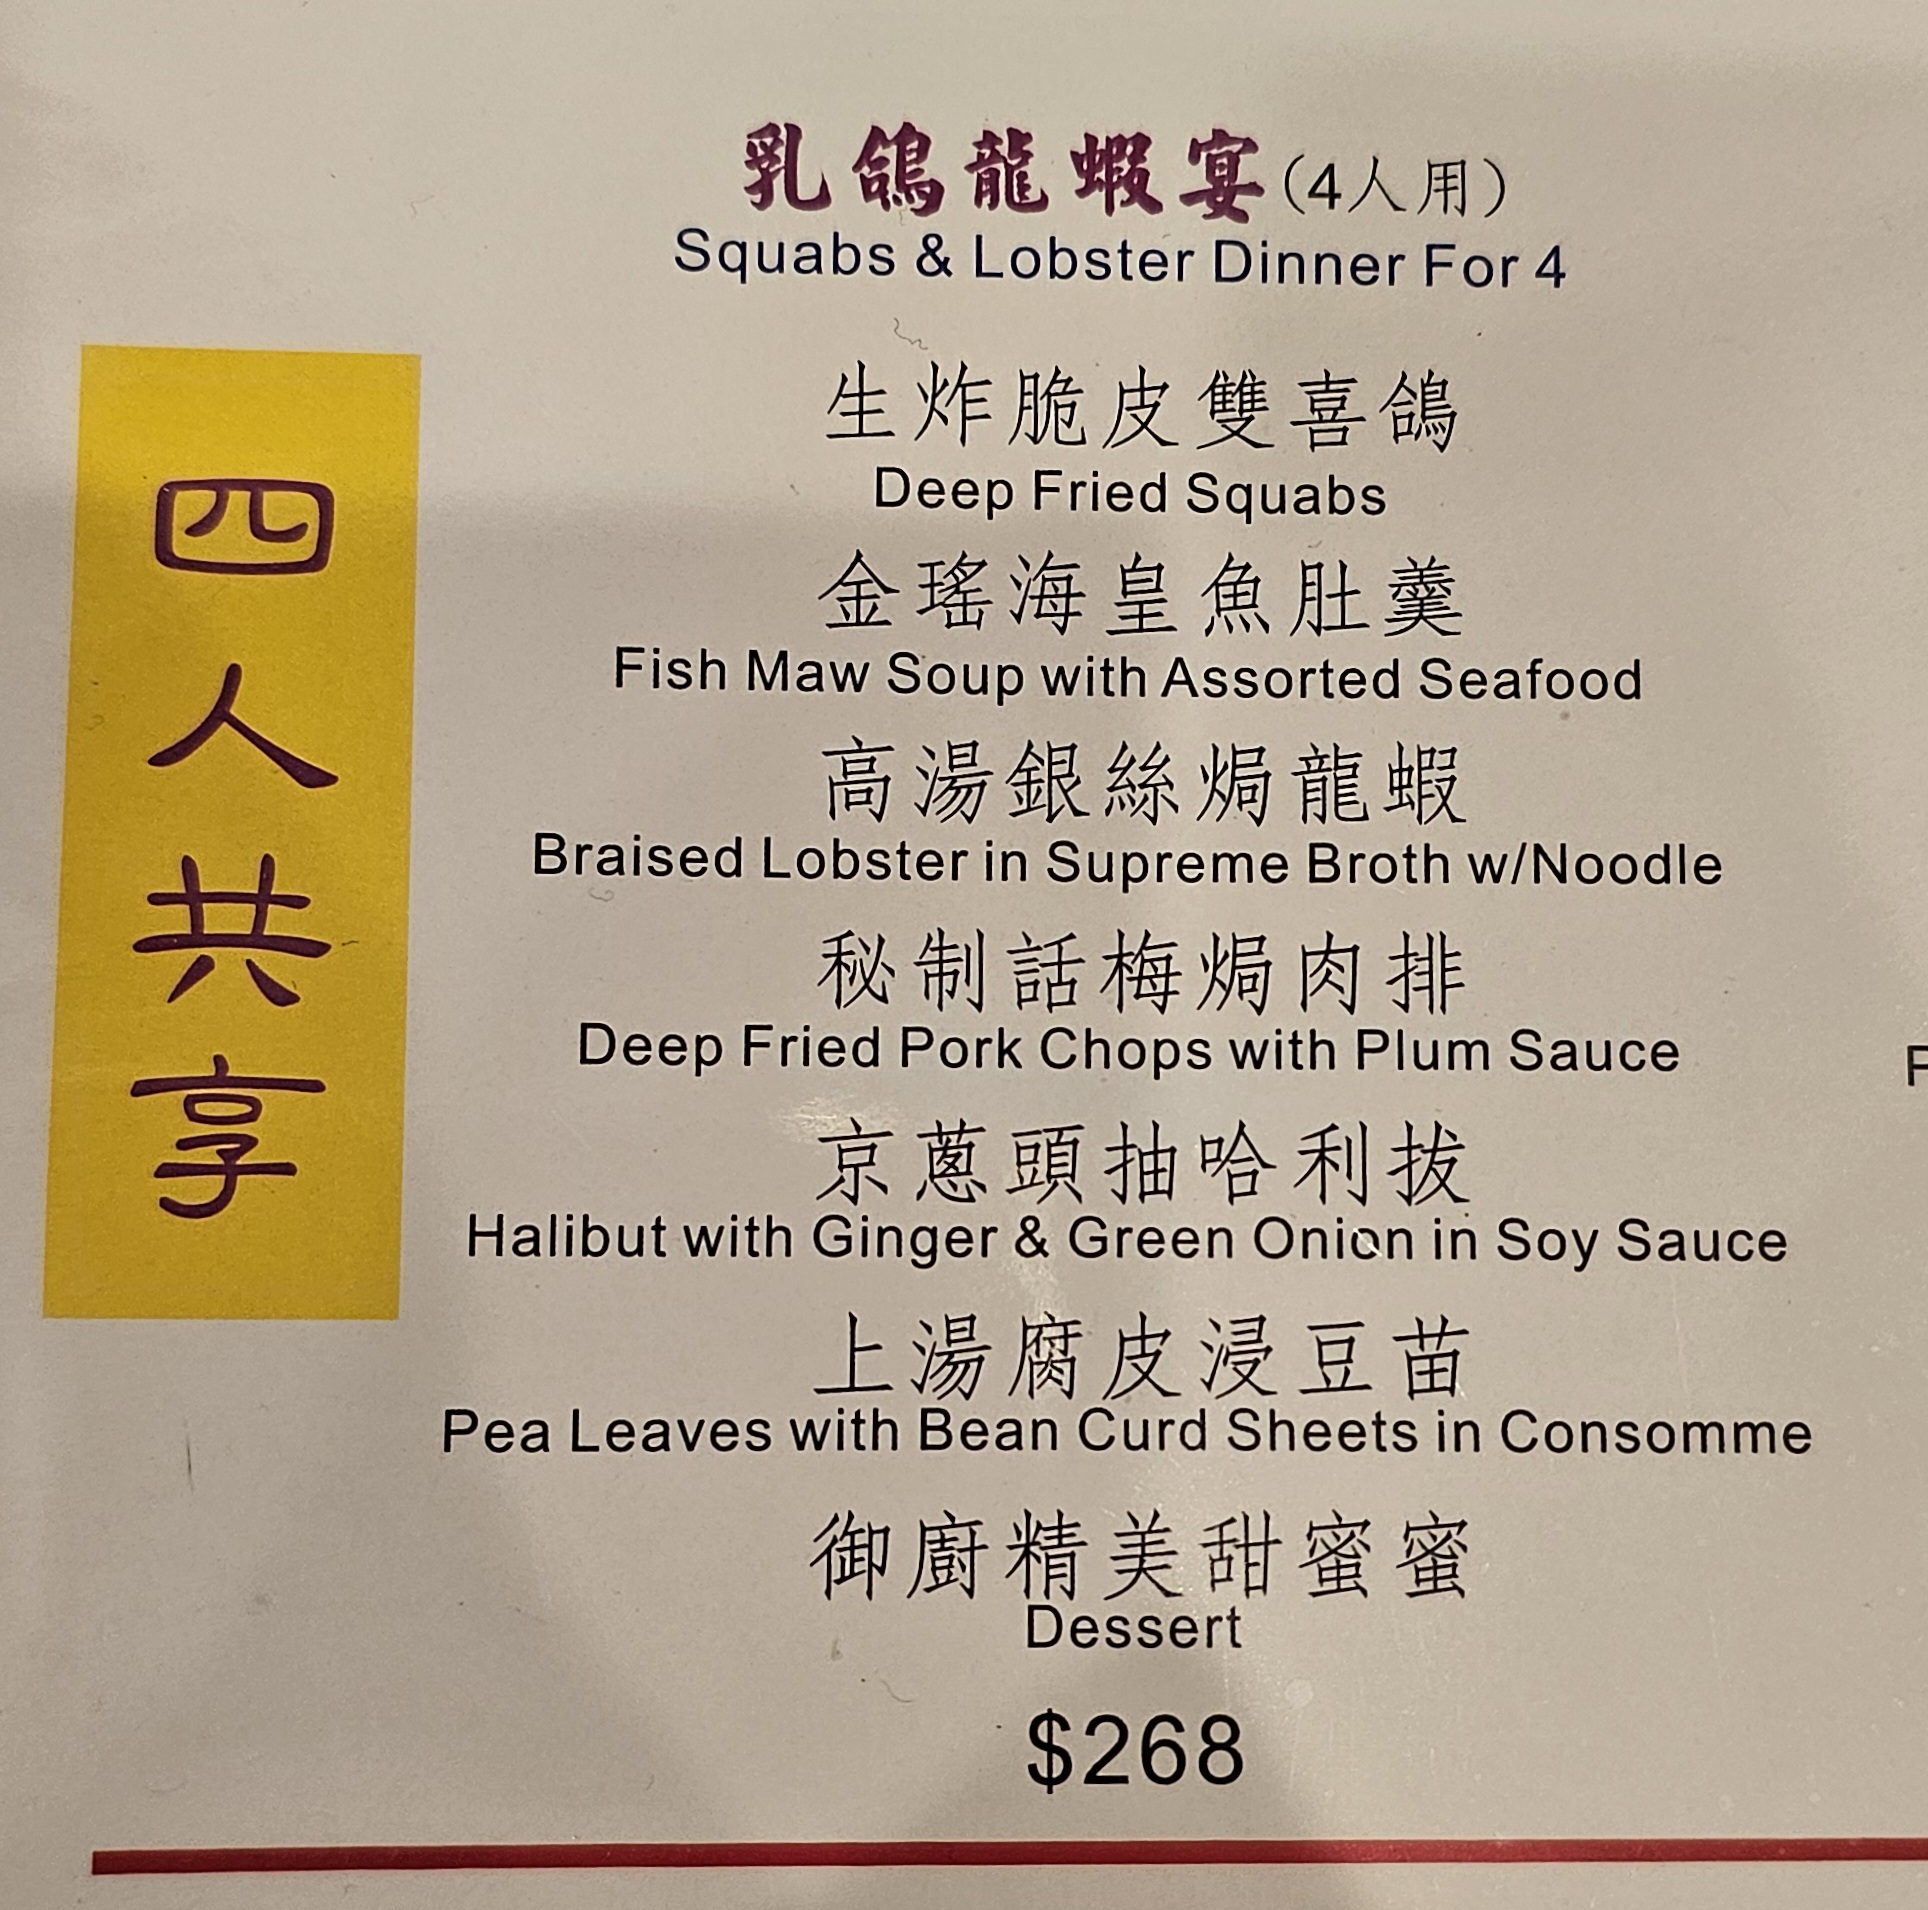 乳鴿龍蝦宴(4人用)
Squabs & Lobster Dinner For 4
四人共享
生炸脆皮雙喜鴿
Deep Fried Squabs
金瑤海皇魚肚羹
Fish Maw Soup with Assorted Seafood
高湯銀絲焗龍蝦
Braised Lobster in Supreme Broth w/Noodle
秘制話梅焗肉排
Deep Fried Pork Chops with Plum Sauce
京蔥頭抽哈利拔
Halibut with Ginger & Green Onion in Soy Sauce
上湯腐皮浸豆苗
Pea Leaves with Bean Curd Sheets in Consomme
御廚精美甜蜜蜜
Dessert
$268